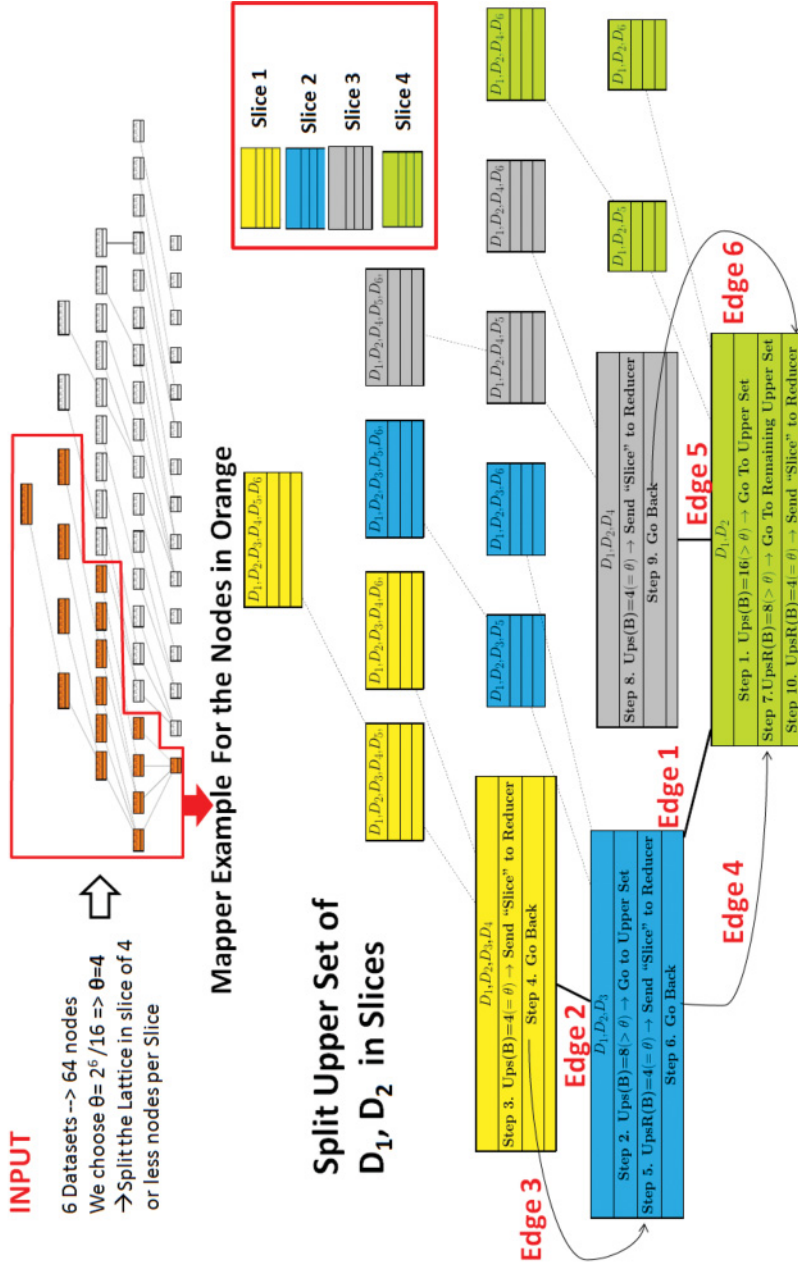 INPUT
6 Datasets --> 64 nodes
We choose θ= 2⁶/16 => θ=4
→Split the Lattice in slice of 4
or less nodes per Slice
Mapper Example For the Nodes in Orange
Split Upper Set of
D₁, D₂ in Slices
Slice 1
Slice 2
Slice 3
Slice 4
D₁,D₂,D₃,D₄,D₅,D₆
D₁,D₂,D₃,D₄,D₅,
D₁,D₂,D₃,D₄,D₆,
D₁,D₂,D₃,D₅,D₆,
D₁,D₂,D₄,D₅,D₆,
D₁,D₂,D₃,D₄
Step 3. Ups(B)=4(= θ) → Send “Slice” to Reducer
Step 4. Go Back
D₁,D₂,D₃,D₅
D₁,D₂,D₃,D₆
D₁,D₂,D₄,D₅
D₁,D₂,D₄,D₆
D₁,D₂,D₄,D₆
Edge 3
Edge 2
D₁,D₂,D₃
Step 2. Ups(B)=8(> θ) → Go to Upper Set
Step 5. UpsR(B)=4(= θ) → Send “Slice” to Reducer
Step 6. Go Back
D₁,D₂,D₄
Step 8. Ups(B)=4(= θ) → Send “Slice” to Reducer
Step 9. Go Back
D₁,D₂,D₅
D₁,D₂,D₆
Edge 4
Edge 1
Edge 5
Edge 6
D₁,D₂
Step 1. Ups(B)=16(> θ) → Go To Upper Set
Step 7.UpsR(B)=8(> θ) → Go To Remaining Upper Set
Step 10. UpsR(B)=4(= θ) → Send “Slice” to Reducer